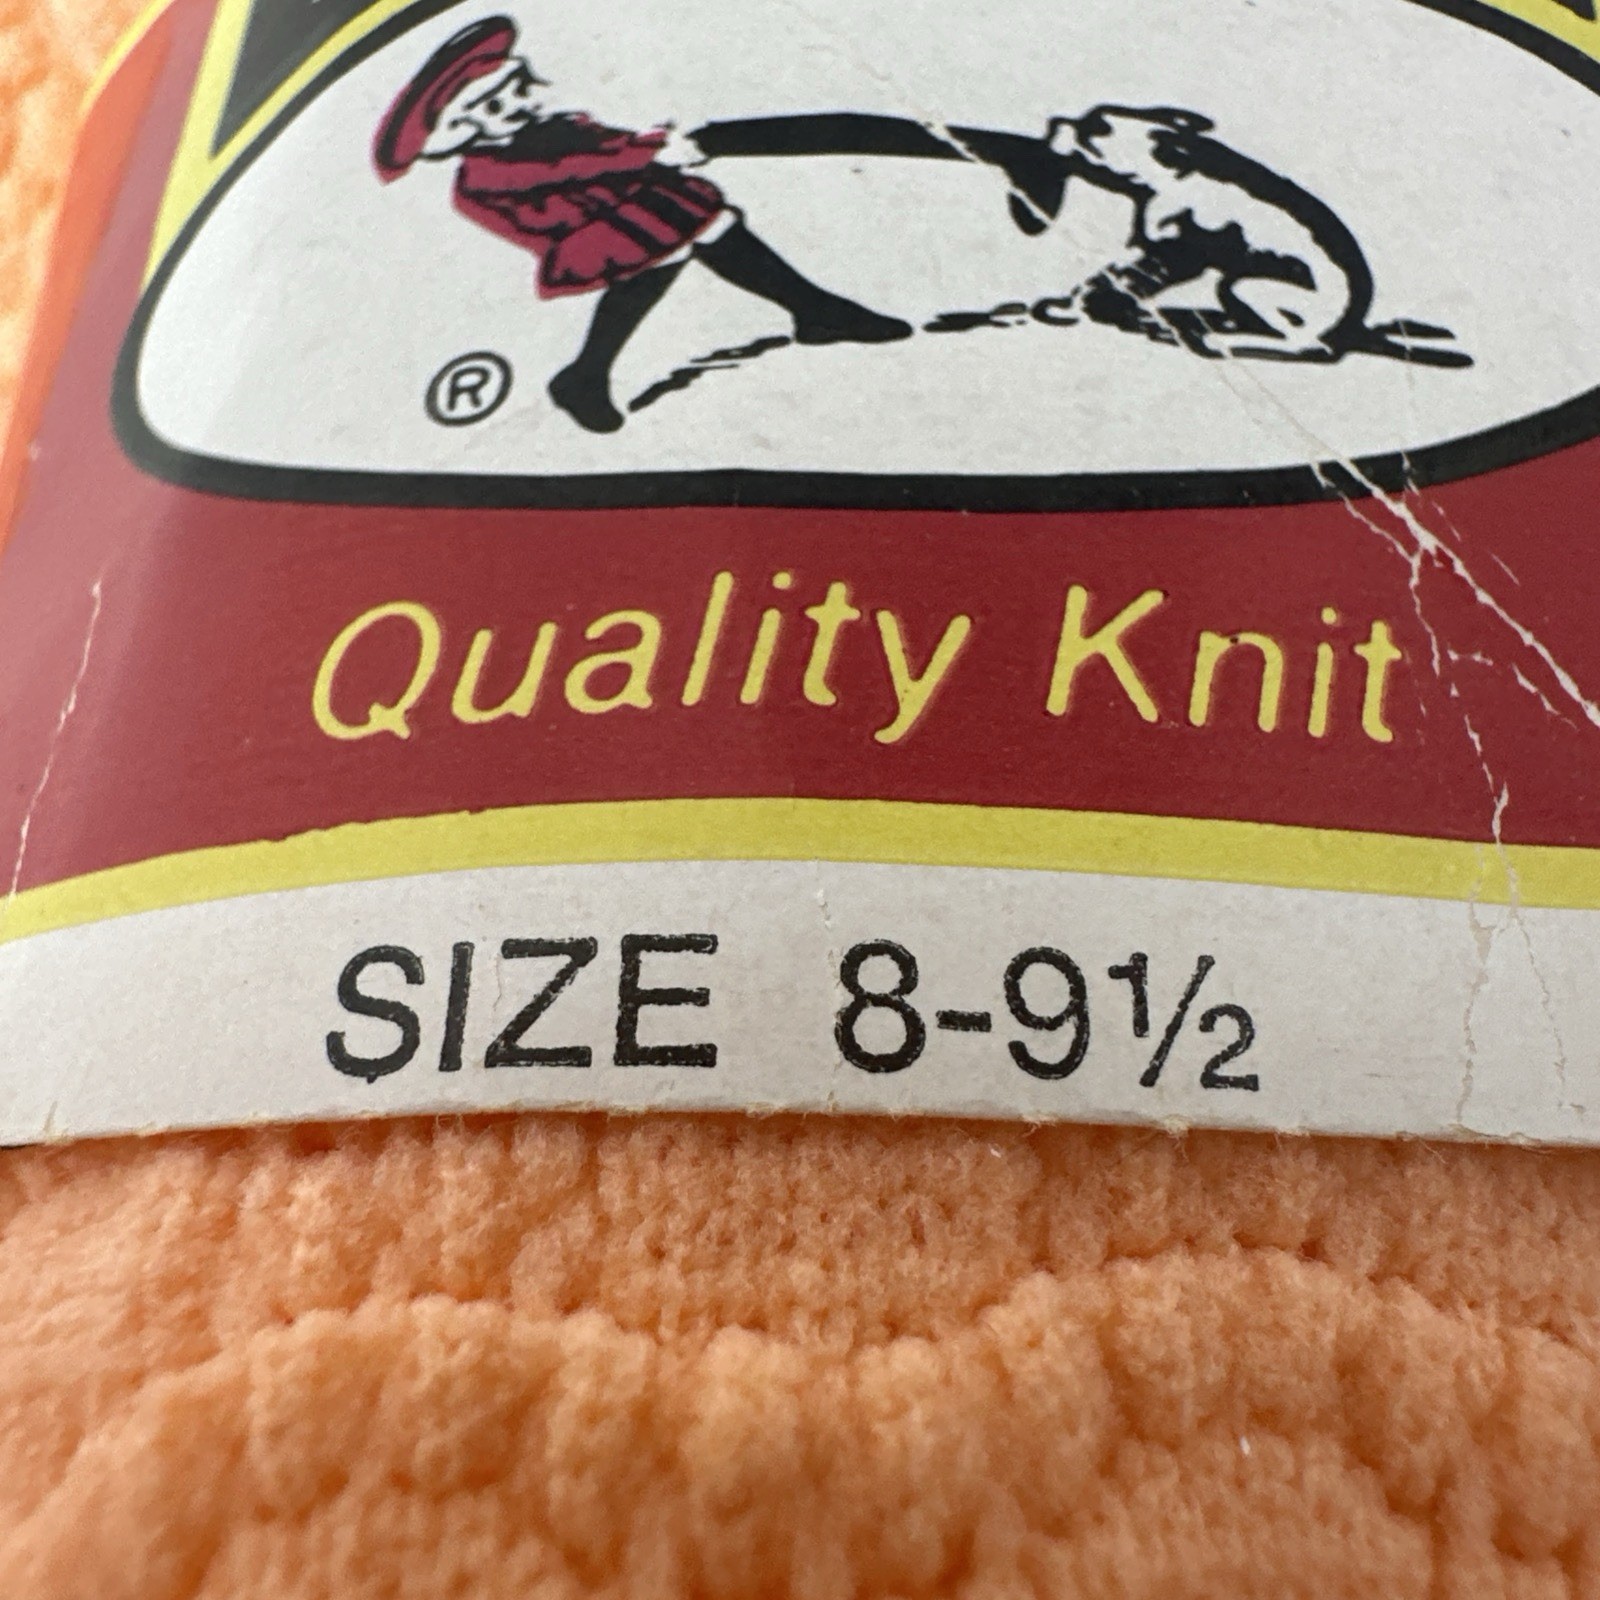 ®
Quality Knit
SIZE 8-9½